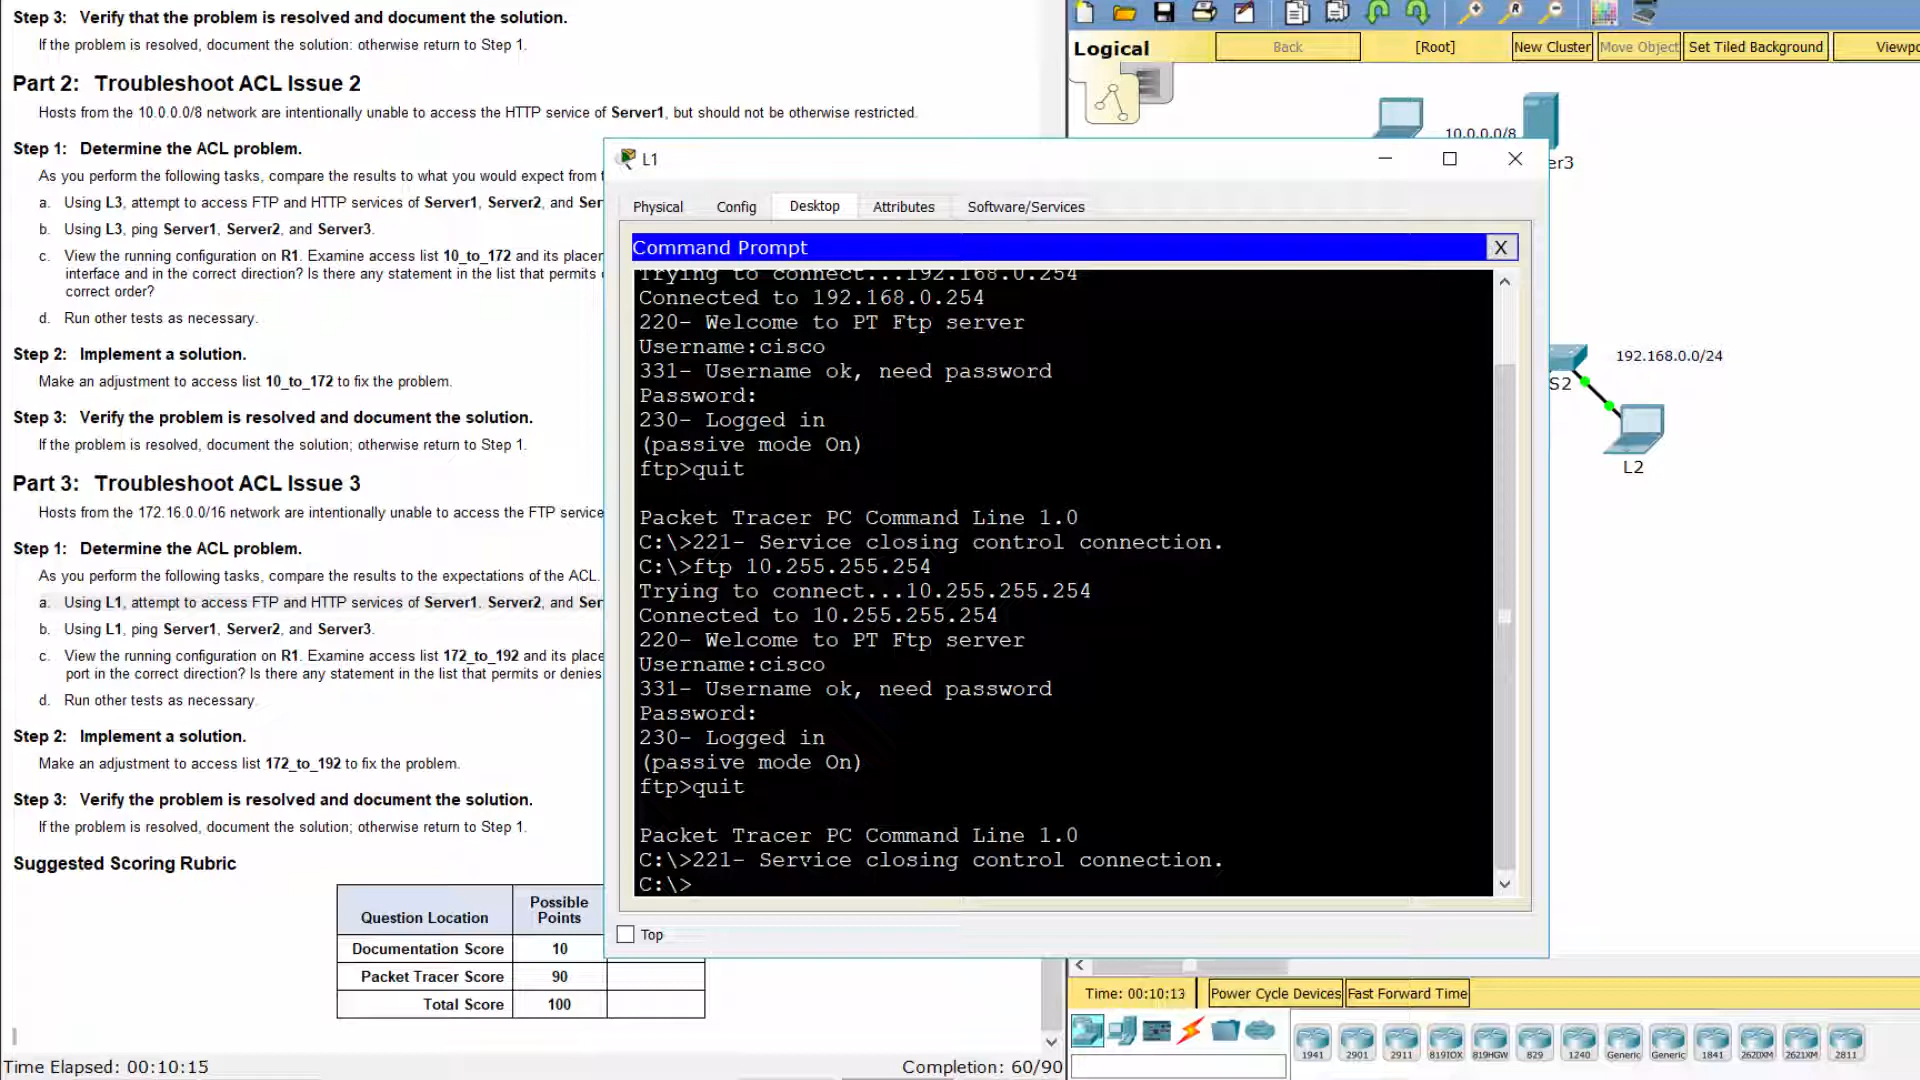 Step 3: Verify that the problem is resolved and document the solution.
If the problem is resolved, document the solution: otherwise return to Step 1.
Part 2: Troubleshoot ACL Issue 2
Hosts from the 10.0.0.0/8 network are intentionally unable to access the HTTP service of Server1, but should not be otherwise restricted.
Step 1: Determine the ACL problem.
As you perform the following tasks, compare the results to what you would expect from
a. Using L3, attempt to access FTP and HTTP services of Server1, Server2, and Ser
b. Using L3, ping Server1, Server2, and Server3.
c. View the running configuration on R1. Examine access list 10_to_172 and its placer
interface and in the correct direction? Is there any statement in the list that permits
correct order?
d. Run other tests as necessary.
Step 2: Implement a solution.
Make an adjustment to access list 10_to_172 to fix the problem.
Step 3: Verify the problem is resolved and document the solution.
If the problem is resolved, document the solution; otherwise return to Step 1.
Part 3: Troubleshoot ACL Issue 3
Hosts from the 172.16.0.0/16 network are intentionally unable to access the FTP service
Step 1: Determine the ACL problem.
As you perform the following tasks, compare the results to the expectations of the ACL.
a. Using L1, attempt to access FTP and HTTP services of Server1. Server2, and Ser
b. Using L1, ping Server1, Server2, and Server3.
c. View the running configuration on R1. Examine access list 172_to_192 and its place
port in the correct direction? Is there any statement in the list that permits or denies
d. Run other tests as necessary.
Step 2: Implement a solution.
Make an adjustment to access list 172_to_192 to fix the problem.
Step 3: Verify the problem is resolved and document the solution.
If the problem is resolved, document the solution; otherwise return to Step 1.
Suggested Scoring Rubric
Question Location Possible Points
Documentation Score 10
Packet Tracer Score 90
Total Score 100
Time Elapsed: 00:10:15 Completion: 60/90
Logical Back [Root] New Cluster Move Object Set Tiled Background Viewpo
10.0.0.0/8
er3
L1
Physical Config Desktop Attributes Software/Services
Command Prompt X
Trying to connect...192.168.0.254
Connected to 192.168.0.254
220- Welcome to PT Ftp server
Username:cisco
331- Username ok, need password
Password:
230- Logged in
(passive mode On)
ftp>quit
Packet Tracer PC Command Line 1.0
C:\>221- Service closing control connection.
C:\>ftp 10.255.255.254
Trying to connect...10.255.255.254
Connected to 10.255.255.254
220- Welcome to PT Ftp server
Username:cisco
331- Username ok, need password
Password:
230- Logged in
(passive mode On)
ftp>quit
Packet Tracer PC Command Line 1.0
C:\>221- Service closing control connection.
C:\>
Top
192.168.0.0/24
S2
L2
Time: 00:10:13 Power Cycle Devices Fast Forward Time
1941 2901 2911 819IOX 819HGW 829 1240 Generic Generic 1841 2620XM 2621XM 2811